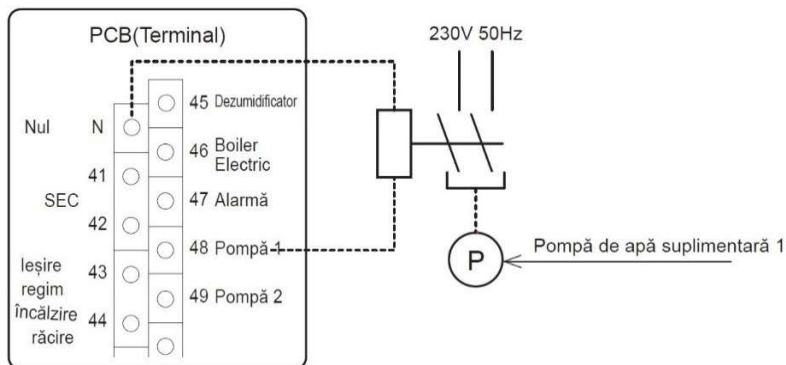 PCB(Terminal)
230V 50Hz
45 Dezumidificator
Nul N
46 Boiler
Electric
41
SEC
47 Alarmă
42
48 Pompă 1
Pompă de apă suplimentară 1
P
Ieșire
regim
încălzire
răcire
43
49 Pompă 2
44